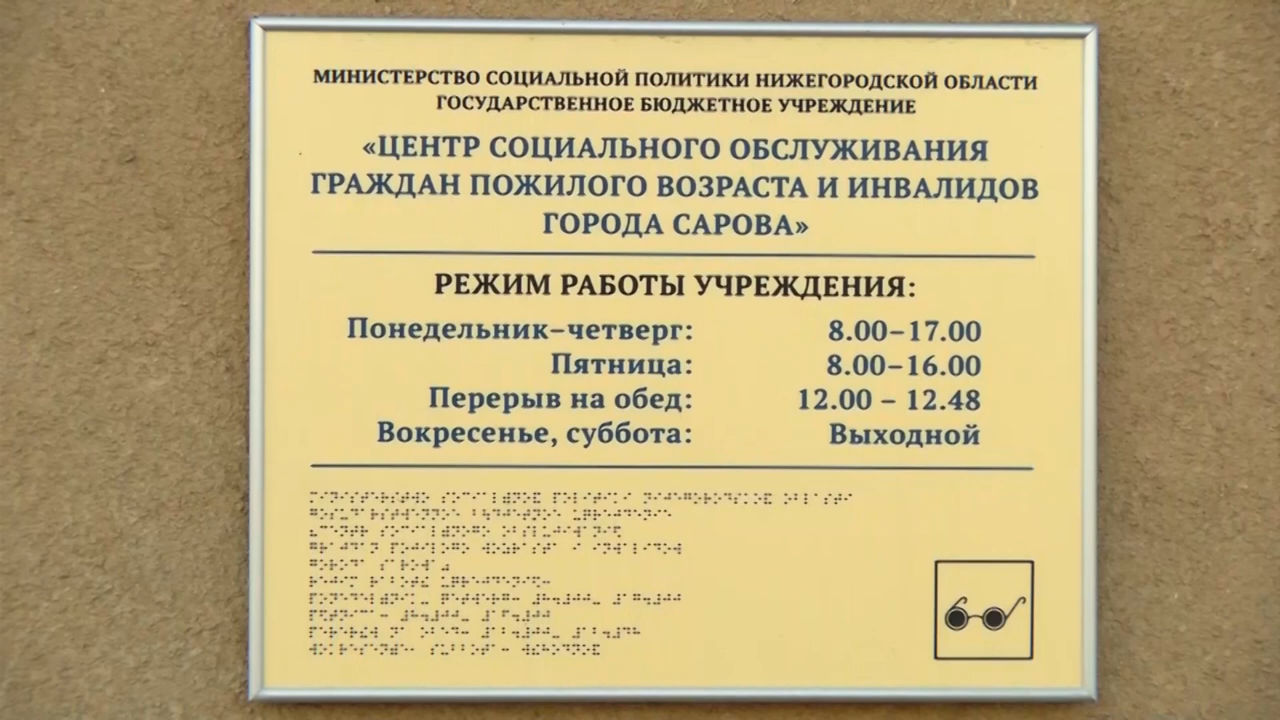 МИНИСТЕРСТВО СОЦИАЛЬНОЙ ПОЛИТИКИ НИЖЕГОРОДСКОЙ ОБЛАСТИ
ГОСУДАРСТВЕННОЕ БЮДЖЕТНОЕ УЧРЕЖДЕНИЕ
«ЦЕНТР СОЦИАЛЬНОГО ОБСЛУЖИВАНИЯ
ГРАЖДАН ПОЖИЛОГО ВОЗРАСТА И ИНВАЛИДОВ
ГОРОДА САРОВА»
РЕЖИМ РАБОТЫ УЧРЕЖДЕНИЯ:
Понедельник–четверг: 8.00–17.00
Пятница: 8.00–16.00
Перерыв на обед: 12.00 – 12.48
Вокресенье, суббота: Выходной